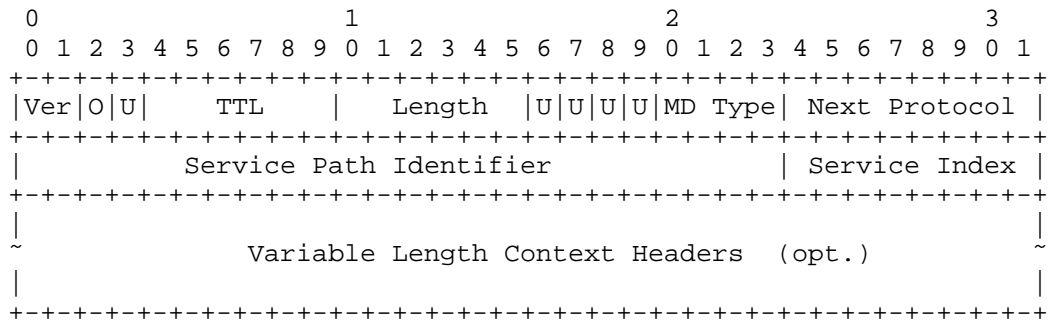 0                   1                   2                   3
 0 1 2 3 4 5 6 7 8 9 0 1 2 3 4 5 6 7 8 9 0 1 2 3 4 5 6 7 8 9 0 1
+-+-+-+-+-+-+-+-+-+-+-+-+-+-+-+-+-+-+-+-+-+-+-+-+-+-+-+-+-+-+-+-+
|Ver|O|U|    TTL    |   Length  |U|U|U|U|MD Type| Next Protocol |
+-+-+-+-+-+-+-+-+-+-+-+-+-+-+-+-+-+-+-+-+-+-+-+-+-+-+-+-+-+-+-+-+
|          Service Path Identifier              | Service Index |
+-+-+-+-+-+-+-+-+-+-+-+-+-+-+-+-+-+-+-+-+-+-+-+-+-+-+-+-+-+-+-+-+
|                                                               |
~              Variable Length Context Headers  (opt.)          ~
|                                                               |
+-+-+-+-+-+-+-+-+-+-+-+-+-+-+-+-+-+-+-+-+-+-+-+-+-+-+-+-+-+-+-+-+